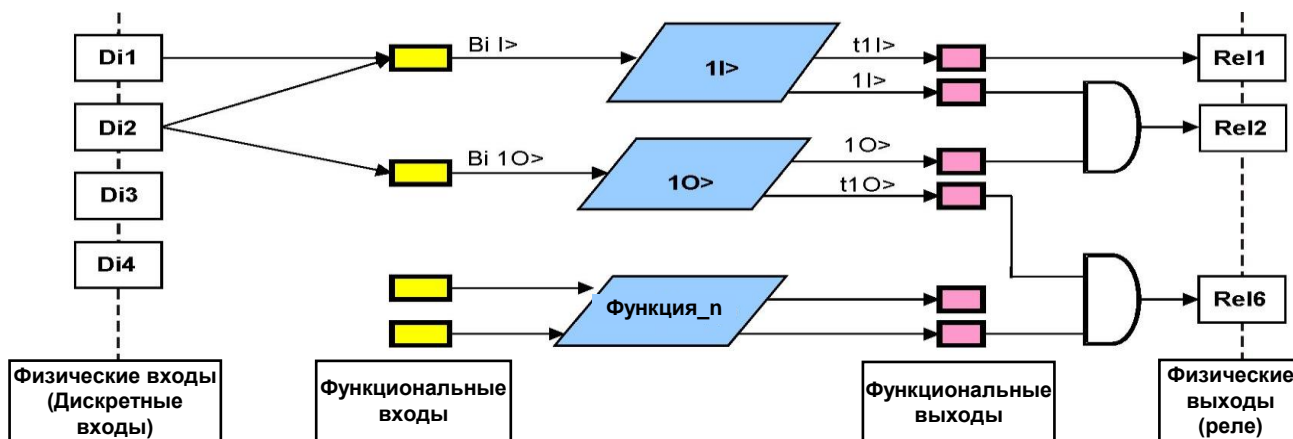 Di1
Di2
Di3
Di4
Bi I>
Bi 1O>
1I>
1O>
Функция_n
t1I>
1I>
1O>
t1O>
Rel1
Rel2
Rel6
Физические входы
(Дискретные
входы)
Функциональные
входы
Функциональные
выходы
Физические
выходы
(реле)